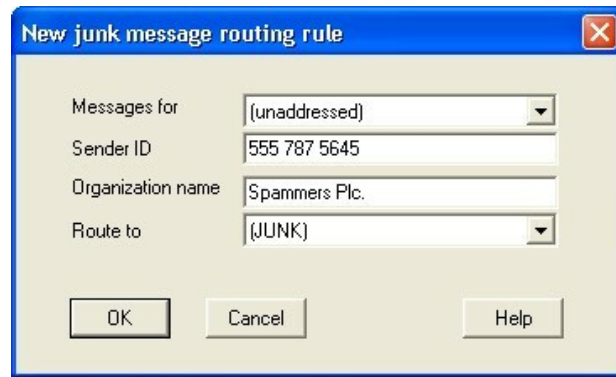 New junk message routing rule
Messages for (unaddressed)
Sender ID 555 787 5645
Organization name Spammers Plc.
Route to (JUNK)
OK Cancel Help